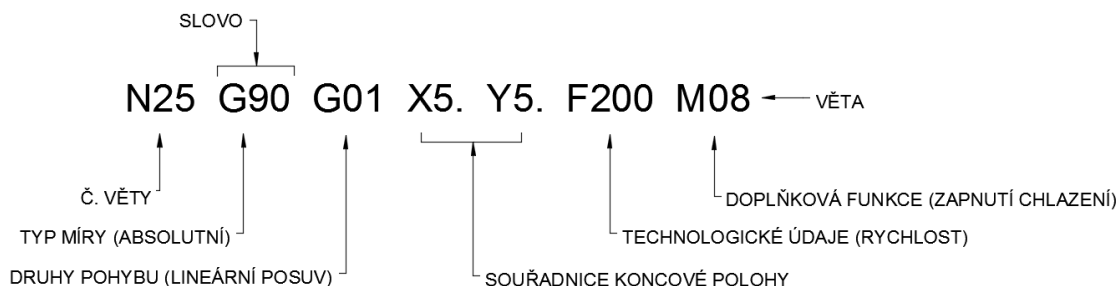 SLOVO
N25 G90 G01 X5. Y5. F200 M08
VĚTA
Č. VĚTY
DOPLŇKOVÁ FUNKCE (ZAPNUTÍ CHLAZENÍ)
TYP MÍRY (ABSOLUTNÍ)
TECHNOLOGICKÉ ÚDAJE (RYCHLOST)
DRUHY POHYBU (LINEÁRNÍ POSUV)
SOUŘADNICE KONCOVÉ POLOHY